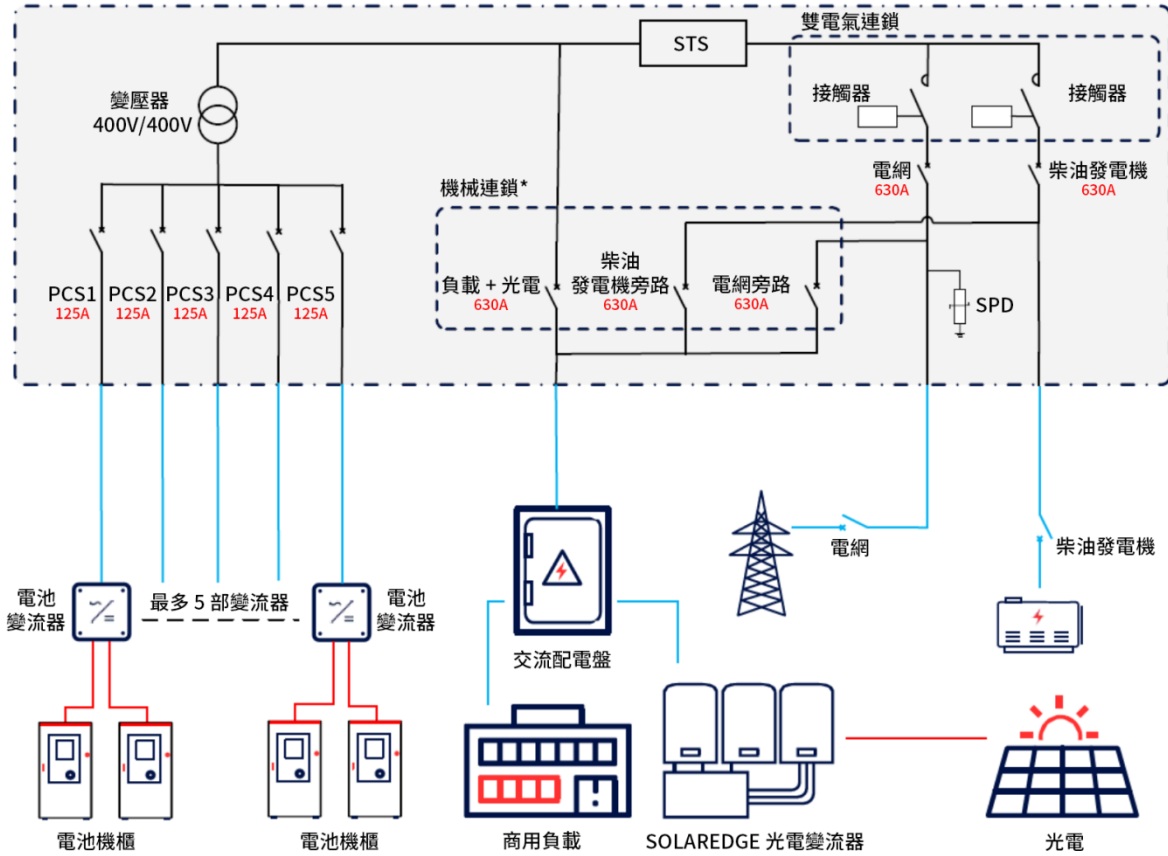 雙電氣連鎖
STS
變壓器
400V/400V
接觸器
接觸器
電網
630A
柴油發電機
630A
機械連鎖*
負載 + 光電
630A
柴油
發電機旁路
630A
電網旁路
630A
PCS1
125A
PCS2
125A
PCS3
125A
PCS4
125A
PCS5
125A
SPD
電網
柴油發電機
電池
變流器
最多 5 部變流器
電池
變流器
交流配電盤
電池機櫃
電池機櫃
商用負載
SOLAREDGE 光電變流器
光電